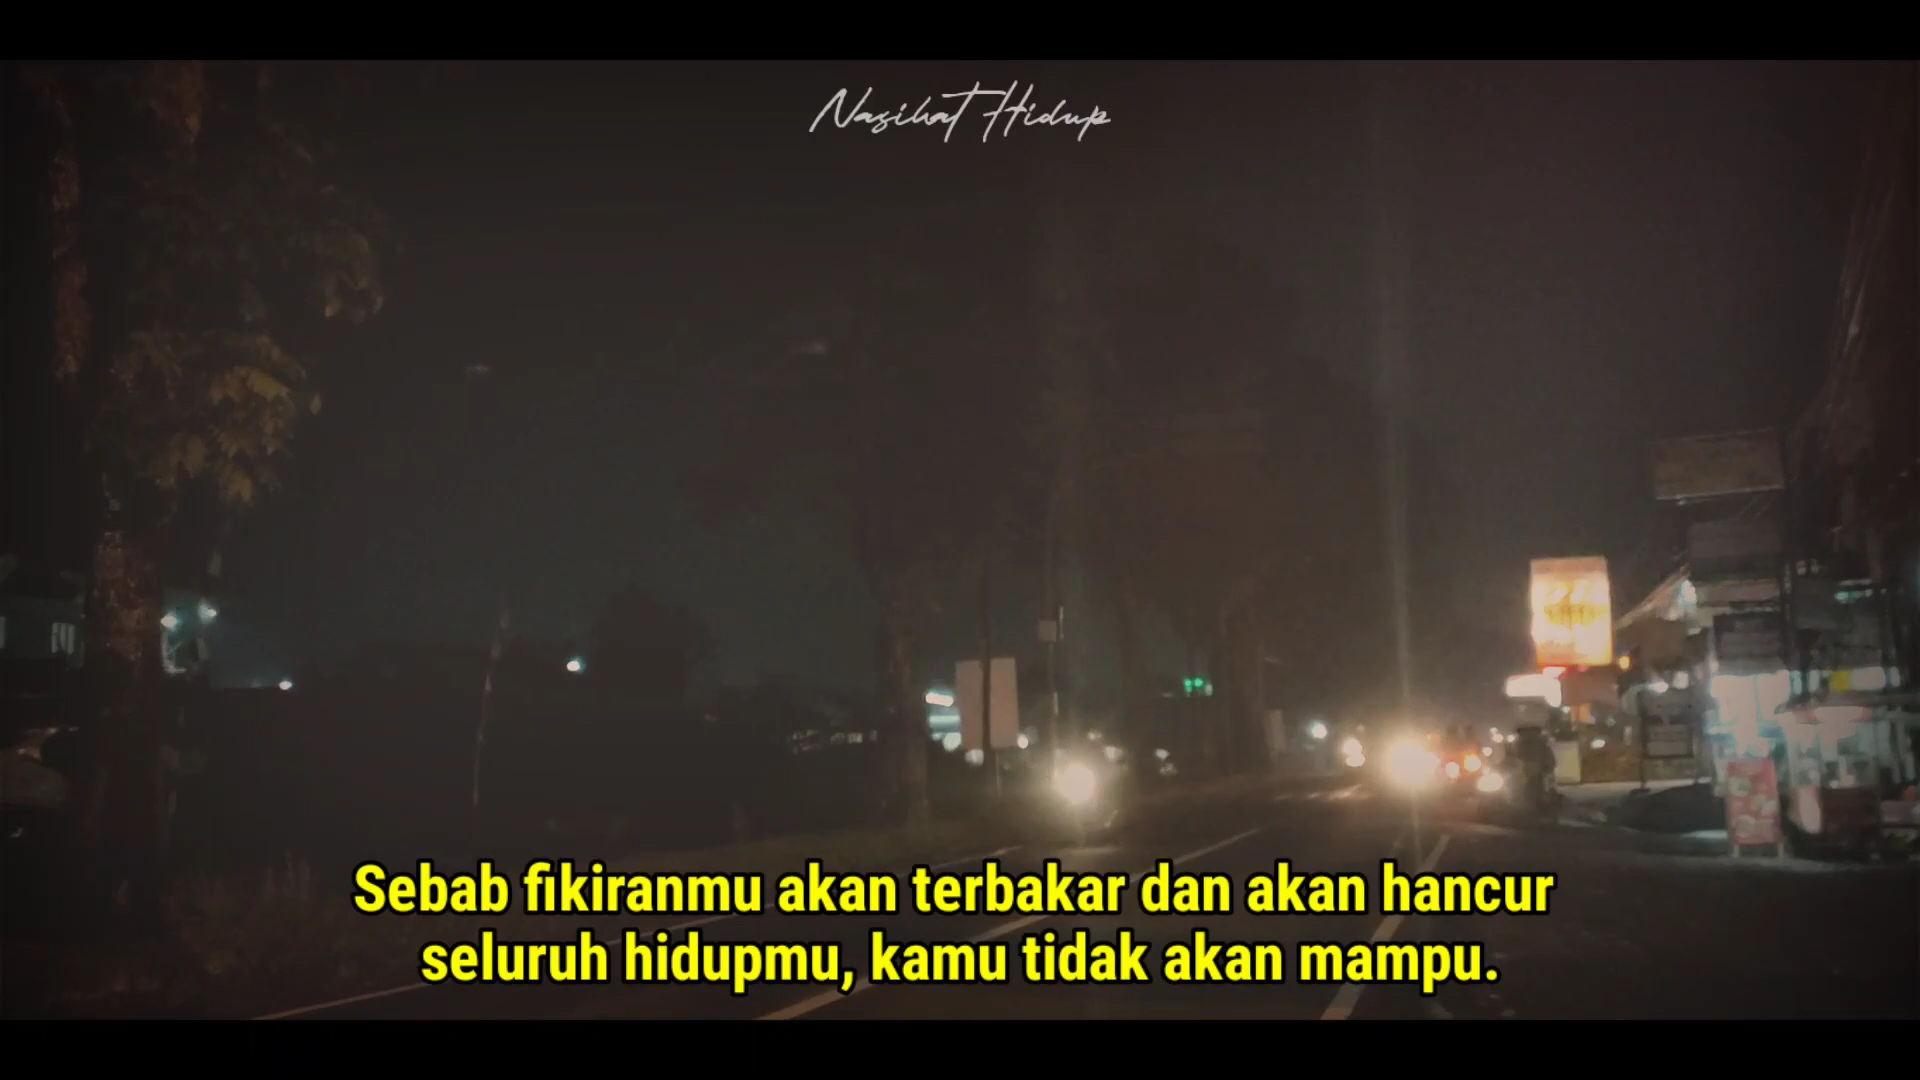 Nasihat Hidup
Sebab fikiranmu akan terbakar dan akan hancur
seluruh hidupmu, kamu tidak akan mampu.